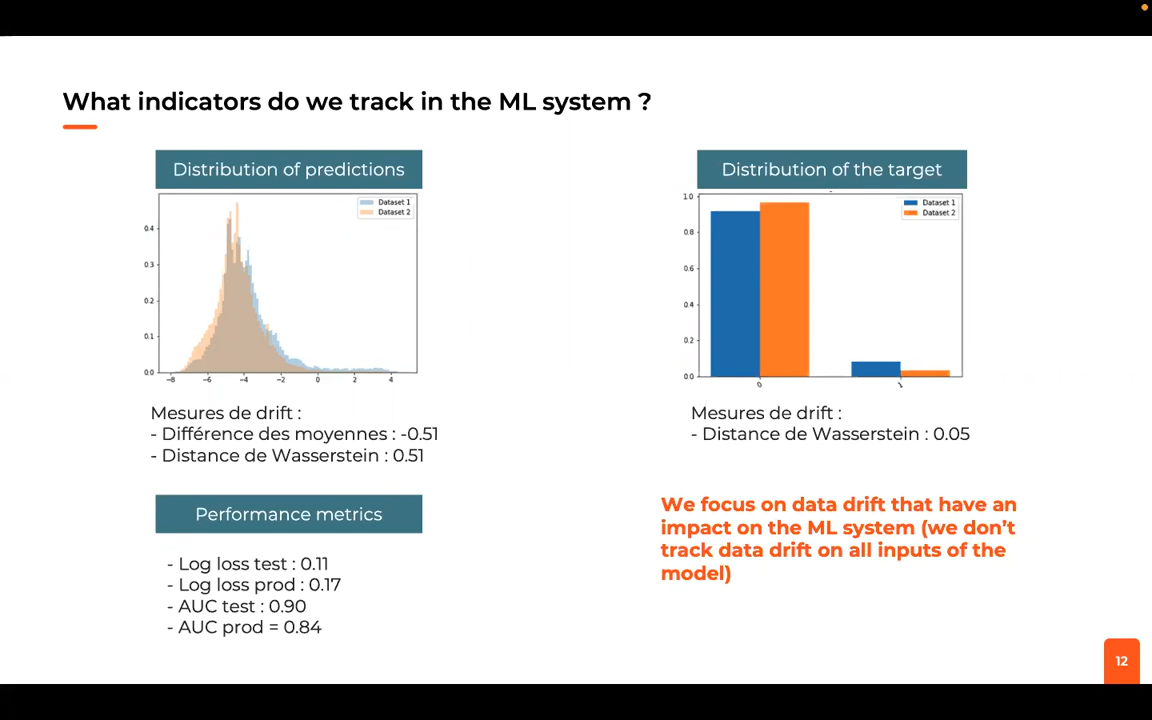 What indicators do we track in the ML system ?
Distribution of predictions
Dataset 1
Dataset 2
0.4
0.3
0.2
0.1
0.0
−8 −6 −4 −2 0 2 4
Mesures de drift :
- Différence des moyennes : -0.51
- Distance de Wasserstein : 0.51
Performance metrics
- Log loss test : 0.11
- Log loss prod : 0.17
- AUC test : 0.90
- AUC prod = 0.84
Distribution of the target
Dataset 1
Dataset 2
1.0
0.8
0.6
0.4
0.2
0.0
0 1
Mesures de drift :
- Distance de Wasserstein : 0.05
We focus on data drift that have an
impact on the ML system (we don’t
track data drift on all inputs of the
model)
12